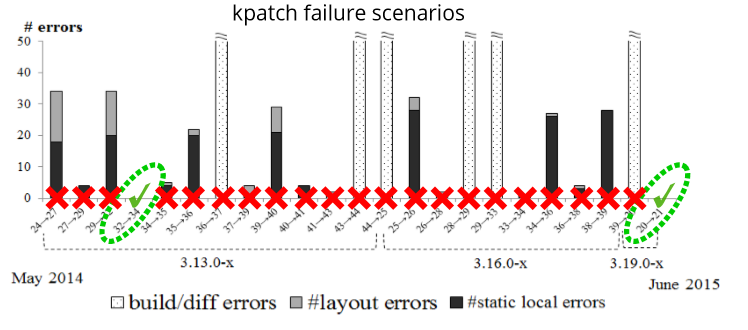 kpatch failure scenarios
# errors
50
40
30
20
10
0
24→27
27→29
32→34
34→35
35→36
36→37
37→39
39→40
40→41
41→43
43→44
44→25
25→26
26→28
28→29
29→33
33→34
34→36
36→38
38→39
20→21
3.13.0-x
3.16.0-x
3.19.0-x
May 2014
June 2015
build/diff errors
#layout errors
#static local errors